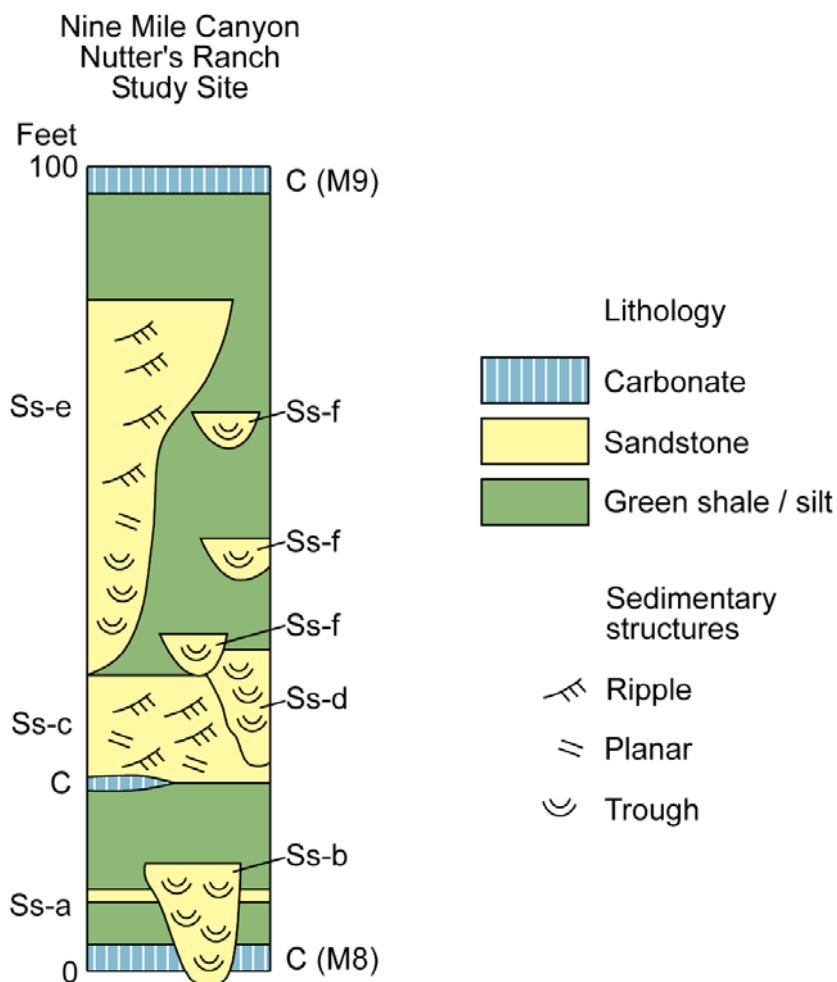 Nine Mile Canyon
Nutter's Ranch
Study Site
Feet
100
C (M9)
Lithology
Carbonate
Ss-e
Ss-f
Sandstone
Green shale / silt
Ss-f
Sedimentary
structures
Ss-f
Ripple
Ss-d
Ss-c
Planar
C
Trough
Ss-b
Ss-a
0
C (M8)